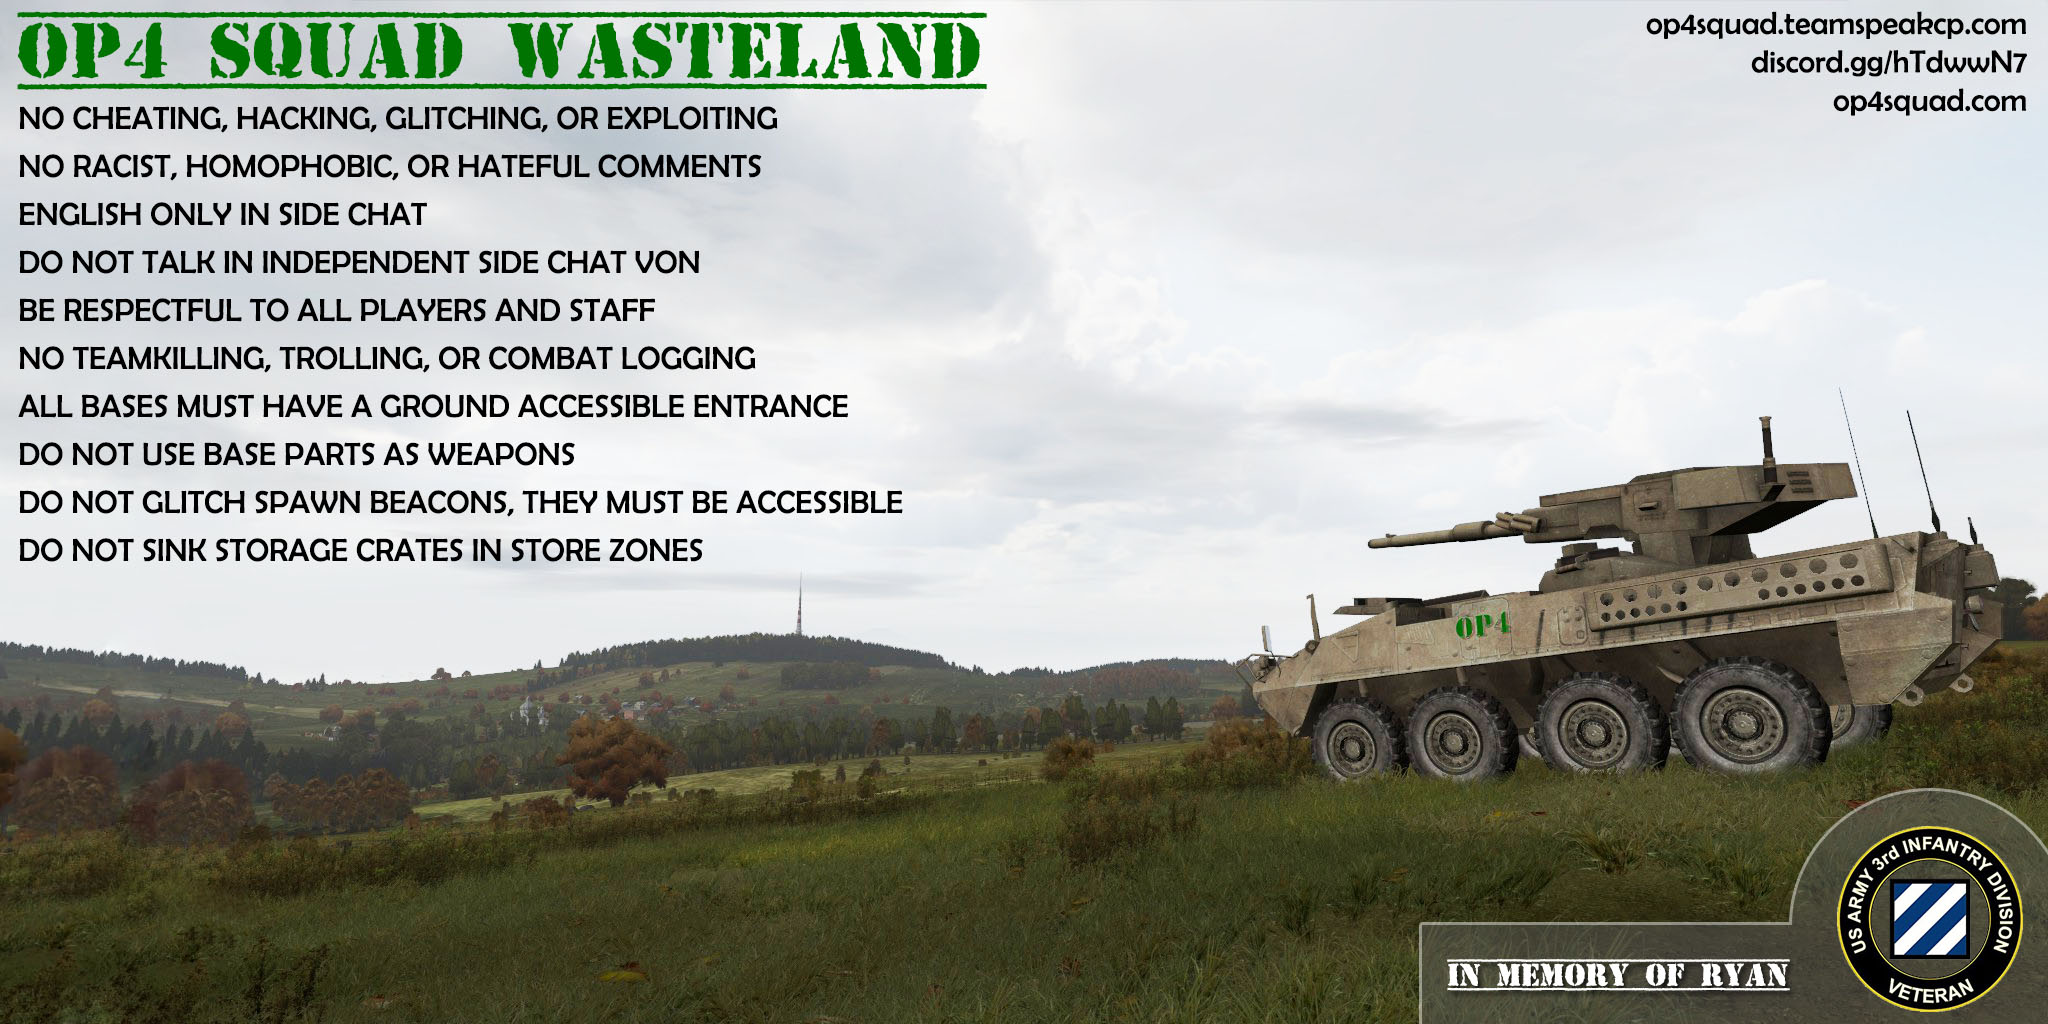 OP4 SQUAD WASTELAND
NO CHEATING, HACKING, GLITCHING, OR EXPLOITING
NO RACIST, HOMOPHOBIC, OR HATEFUL COMMENTS
ENGLISH ONLY IN SIDE CHAT
DO NOT TALK IN INDEPENDENT SIDE CHAT VON
BE RESPECTFUL TO ALL PLAYERS AND STAFF
NO TEAMKILLING, TROLLING, OR COMBAT LOGGING
ALL BASES MUST HAVE A GROUND ACCESSIBLE ENTRANCE
DO NOT USE BASE PARTS AS WEAPONS
DO NOT GLITCH SPAWN BEACONS, THEY MUST BE ACCESSIBLE
DO NOT SINK STORAGE CRATES IN STORE ZONES
op4squad.teamspeakcp.com
discord.gg/hTdwwN7
op4squad.com
OP4
IN MEMORY OF RYAN
US ARMY 3rd INFANTRY DIVISION
VETERAN